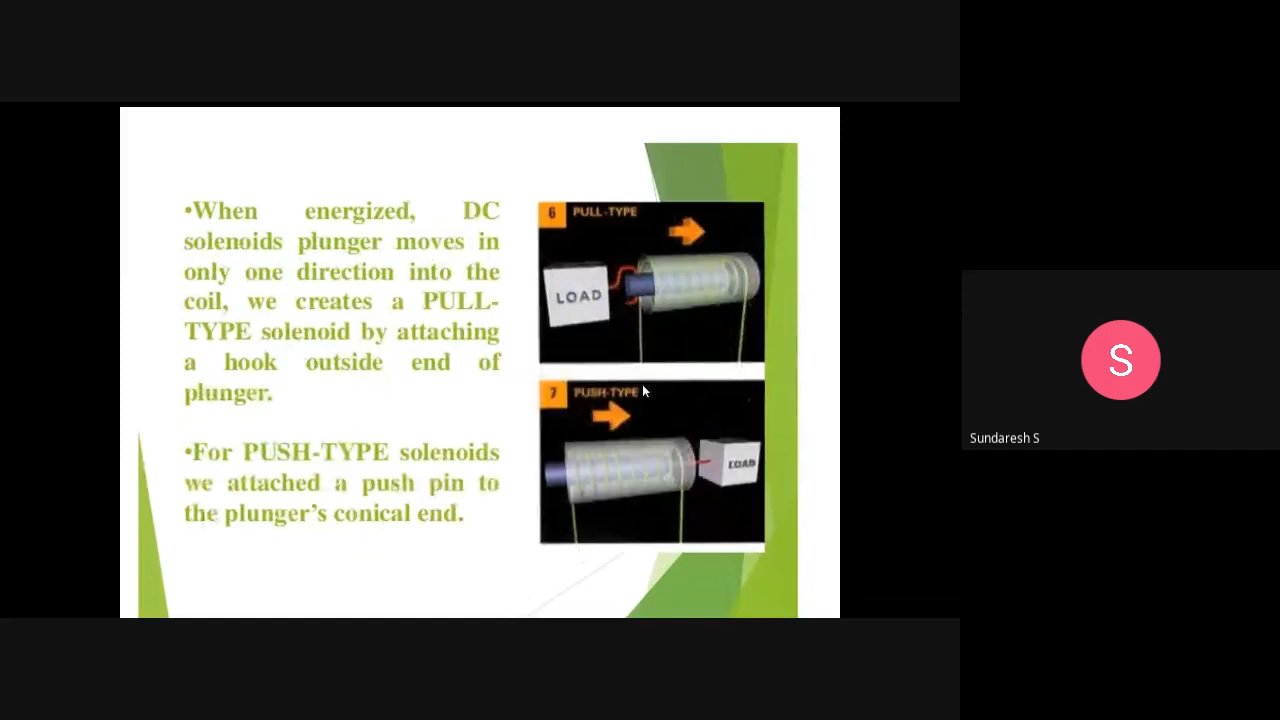 •When energized, DC
solenoids plunger moves in
only one direction into the
coil, we creates a PULL-
TYPE solenoid by attaching
a hook outside end of
plunger.
•For PUSH-TYPE solenoids
we attached a push pin to
the plunger's conical end.
6 PULL-TYPE
LOAD
7 PUSH-TYPE
LOAD
S
Sundaresh S